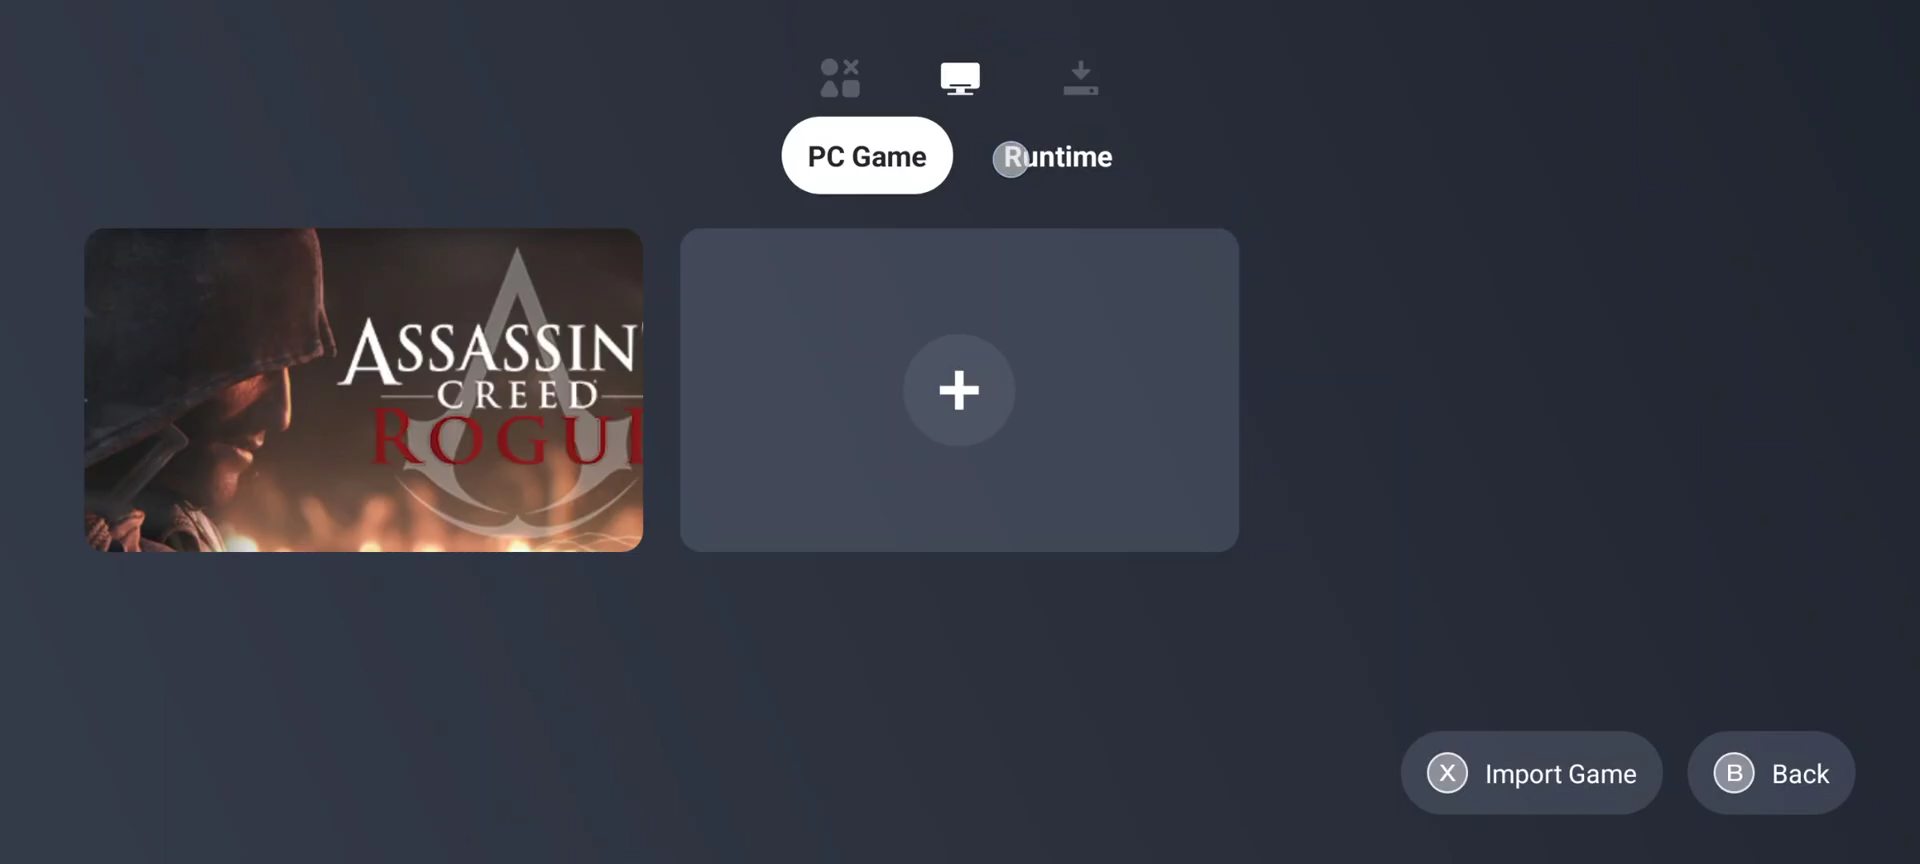 PC Game
Runtime
ASSASSIN'
CREED
ROGU
X Import Game
B Back